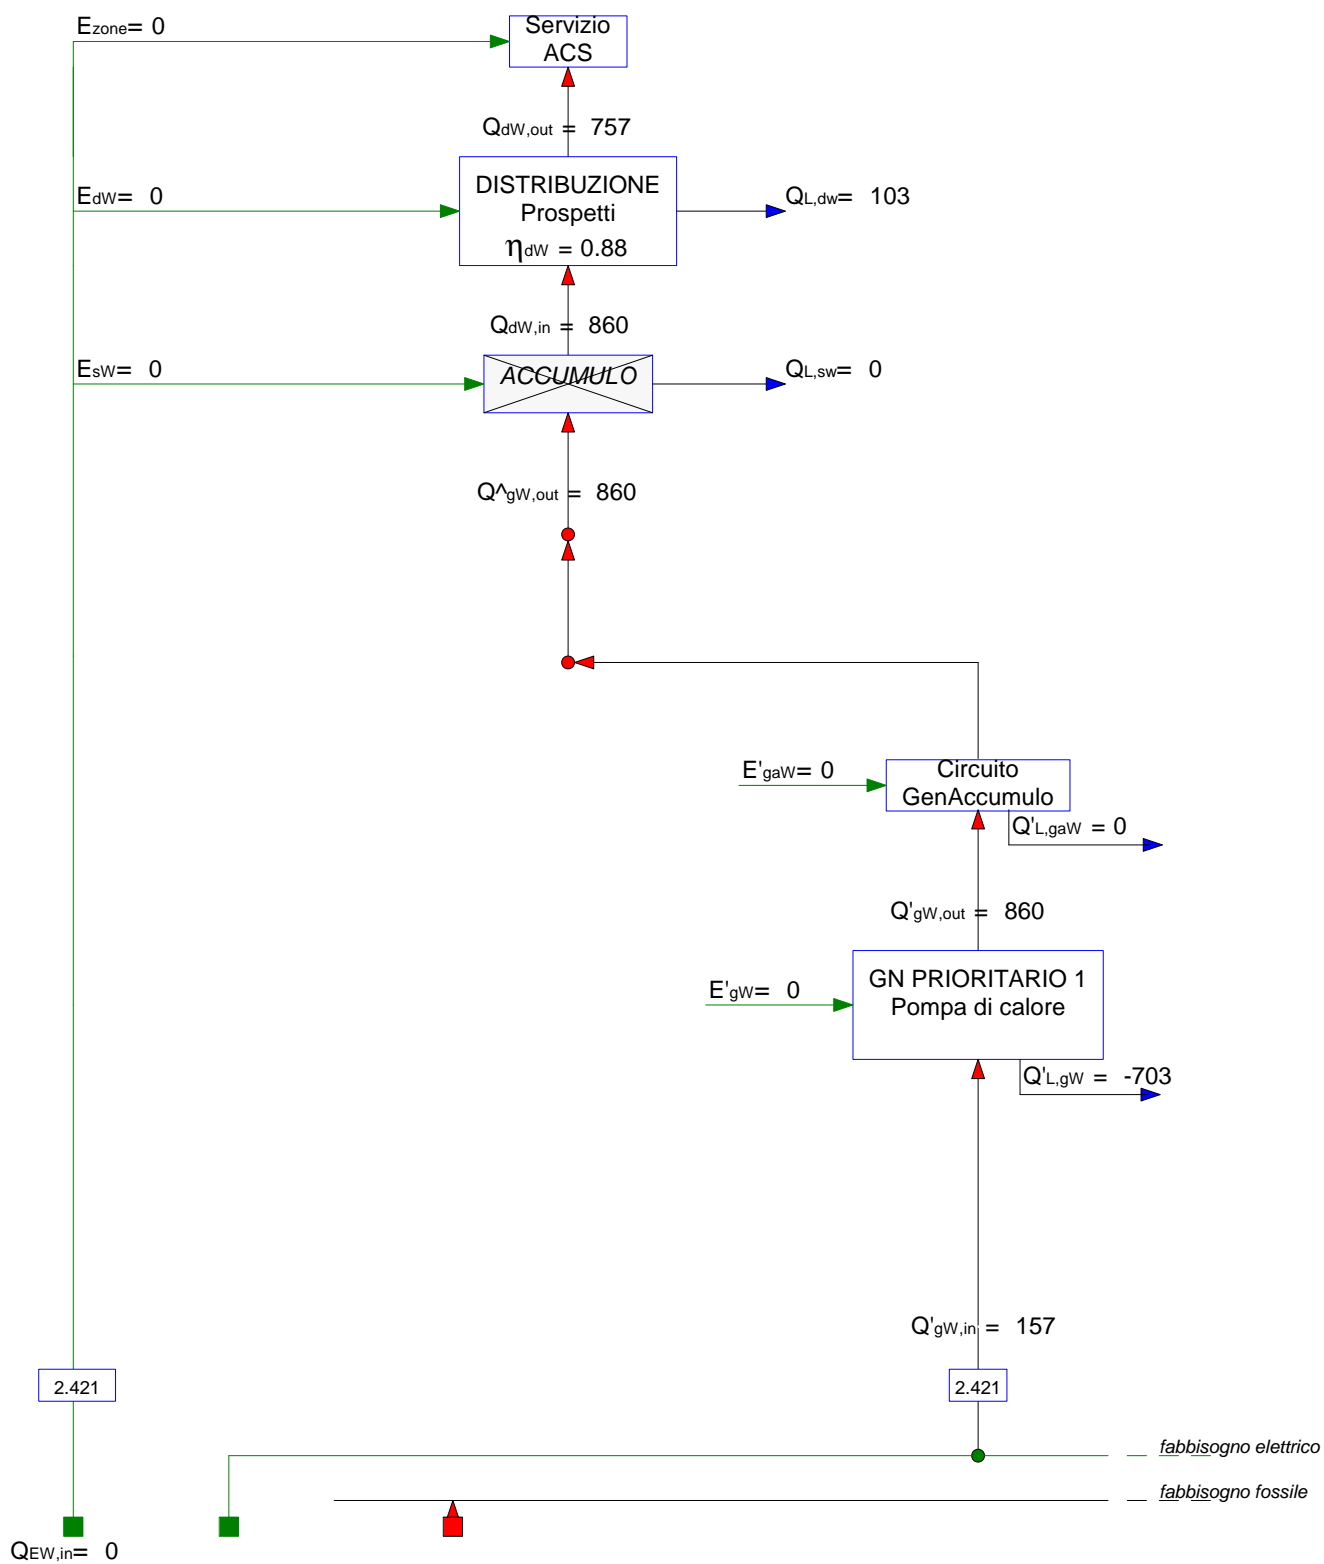 Ezone= 0
Servizio
ACS
QdW,out = 757
DISTRIBUZIONE
Prospetti
ηdW = 0.88
EdW= 0
QL,dw= 103
QdW,in = 860
EsW= 0
ACCUMULO
QL,sw= 0
Q^gW,out = 860
E'gaW= 0
Circuito
GenAccumulo
Q'L,gaW = 0
Q'gW,out = 860
GN PRIORITARIO 1
Pompa di calore
E'gW= 0
Q'L,gW = -703
Q'gW,in = 157
2.421
2.421
fabbisogno elettrico
fabbisogno fossile
QEW,in= 0